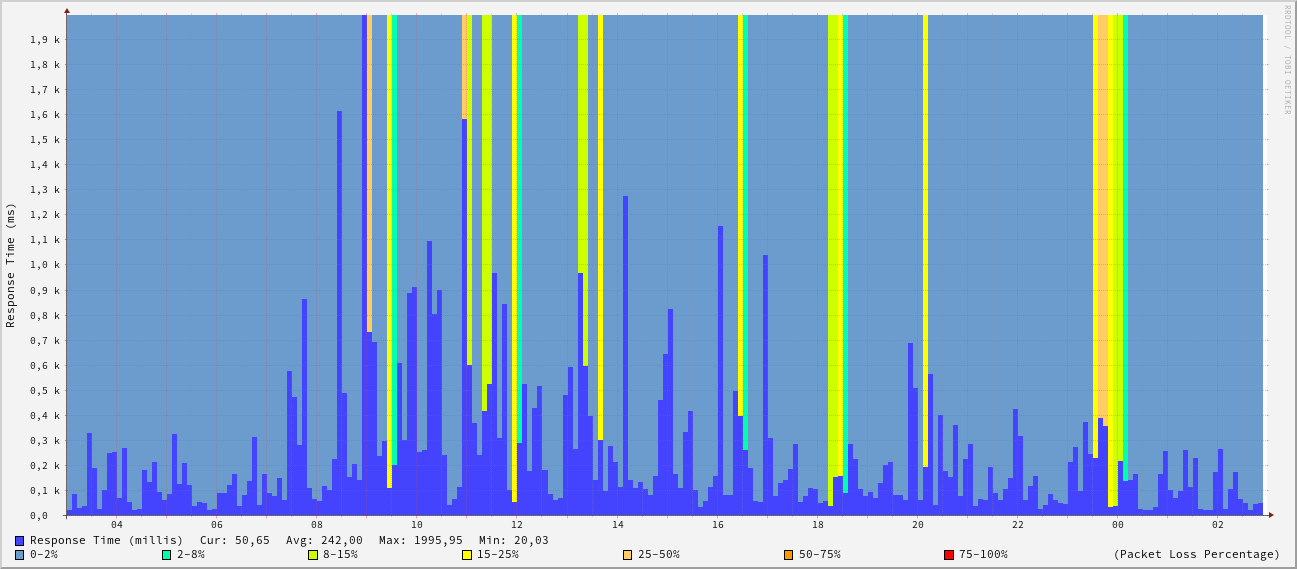 RRDTOOL / TOBI OETIKER
Response Time (ms)
1,9 k
1,8 k
1,7 k
1,6 k
1,5 k
1,4 k
1,3 k
1,2 k
1,1 k
1,0 k
0,9 k
0,8 k
0,7 k
0,6 k
0,5 k
0,4 k
0,3 k
0,2 k
0,1 k
0,0
04 06 08 10 12 14 16 18 20 22 00 02
Response Time (millis) Cur: 50,65 Avg: 242,00 Max: 1995,95 Min: 20,03
0-2% 2-8% 8-15% 15-25% 25-50% 50-75% 75-100% (Packet Loss Percentage)